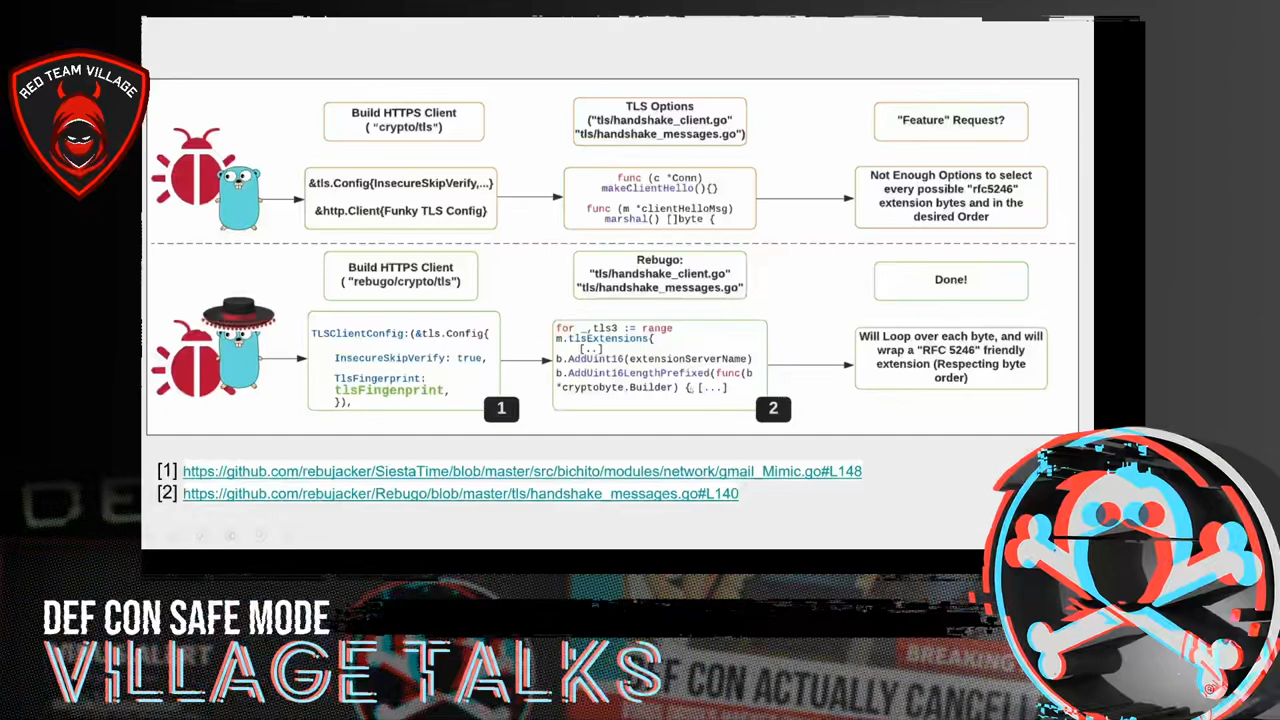 RED TEAM VILLAGE
Build HTTPS Client
( "crypto/tls")
TLS Options
("tls/handshake_client.go"
"tls/handshake_messages.go")
"Feature" Request?
&tls.Config{InsecureSkipVerify,...}
&http.Client{Funky TLS Config}
func (c *Conn)
makeClientHello(){}
func (m *clientHelloMsg)
marshal() []byte {
Not Enough Options to select
every possible "rfc5246"
extension bytes and in the
desired Order
Build HTTPS Client
( "rebugo/crypto/tls")
Rebugo:
"tls/handshake_client.go"
"tls/handshake_messages.go"
Done!
TLSClientConfig:(&tls.Config{
InsecureSkipVerify: true,
TlsFingerprint:
tlsFingenprint,
}),
1
for _,tls3 := range
m.tlsExtensions{
[..]
b.AddUint16(extensionServerName)
b.AddUint16LengthPrefixed(func(b
*cryptobyte.Builder) { [...]
2
Will Loop over each byte, and will
wrap a "RFC 5246" friendly
extension (Respecting byte
order)
[1] https://github.com/rebujacker/SiestaTime/blob/master/src/bichito/modules/network/gmail_Mimic.go#L148
[2] https://github.com/rebujacker/Rebugo/blob/master/tls/handshake_messages.go#L140
DEF CON SAFE MODE
VILLAGE TALKS
BREAKING
DEF CON ACTUALLY